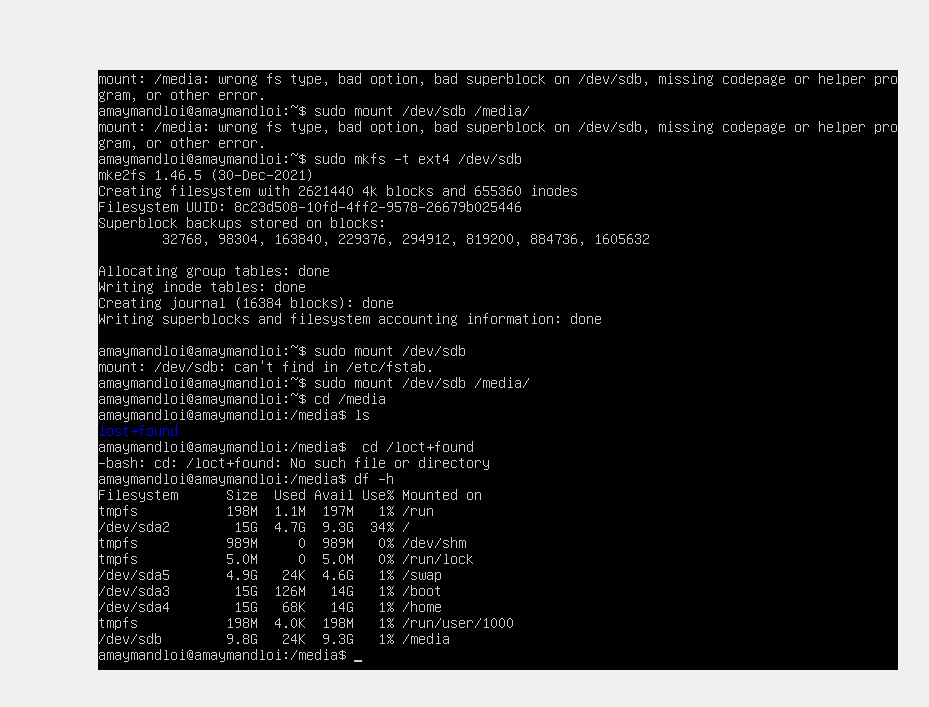 mount: /media: wrong fs type, bad option, bad superblock on /dev/sdb, missing codepage or helper pro
gram, or other error.
amaymandloi@amaymandloi:~$ sudo mount /dev/sdb /media/
mount: /media: wrong fs type, bad option, bad superblock on /dev/sdb, missing codepage or helper pro
gram, or other error.
amaymandloi@amaymandloi:~$ sudo mkfs -t ext4 /dev/sdb
mke2fs 1.46.5 (30-Dec-2021)
Creating filesystem with 2621440 4k blocks and 655360 inodes
Filesystem UUID: 8c23d508-10fd-4ff2-9578-26679b025446
Superblock backups stored on blocks:
        32768, 98304, 163840, 229376, 294912, 819200, 884736, 1605632
Allocating group tables: done
Writing inode tables: done
Creating journal (16384 blocks): done
Writing superblocks and filesystem accounting information: done
amaymandloi@amaymandloi:~$ sudo mount /dev/sdb
mount: /dev/sdb: can't find in /etc/fstab.
amaymandloi@amaymandloi:~$ sudo mount /dev/sdb /media/
amaymandloi@amaymandloi:~$ cd /media
amaymandloi@amaymandloi:/media$ ls
lost+found
amaymandloi@amaymandloi:/media$  cd /loct+found
-bash: cd: /loct+found: No such file or directory
amaymandloi@amaymandloi:/media$ df -h
Filesystem      Size  Used Avail Use% Mounted on
tmpfs           198M  1.1M  197M   1% /run
/dev/sda2        15G  4.7G  9.3G  34% /
tmpfs           989M     0  989M   0% /dev/shm
tmpfs           5.0M     0  5.0M   0% /run/lock
/dev/sda5       4.9G   24K  4.6G   1% /swap
/dev/sda3        15G  126M   14G   1% /boot
/dev/sda4        15G   68K   14G   1% /home
tmpfs           198M  4.0K  198M   1% /run/user/1000
/dev/sdb        9.8G   24K  9.3G   1% /media
amaymandloi@amaymandloi:/media$ _